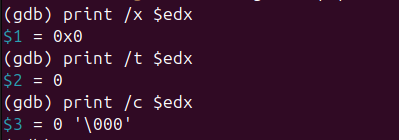 (gdb) print /x $edx
$1 = 0x0
(gdb) print /t $edx
$2 = 0
(gdb) print /c $edx
$3 = 0 '\000'